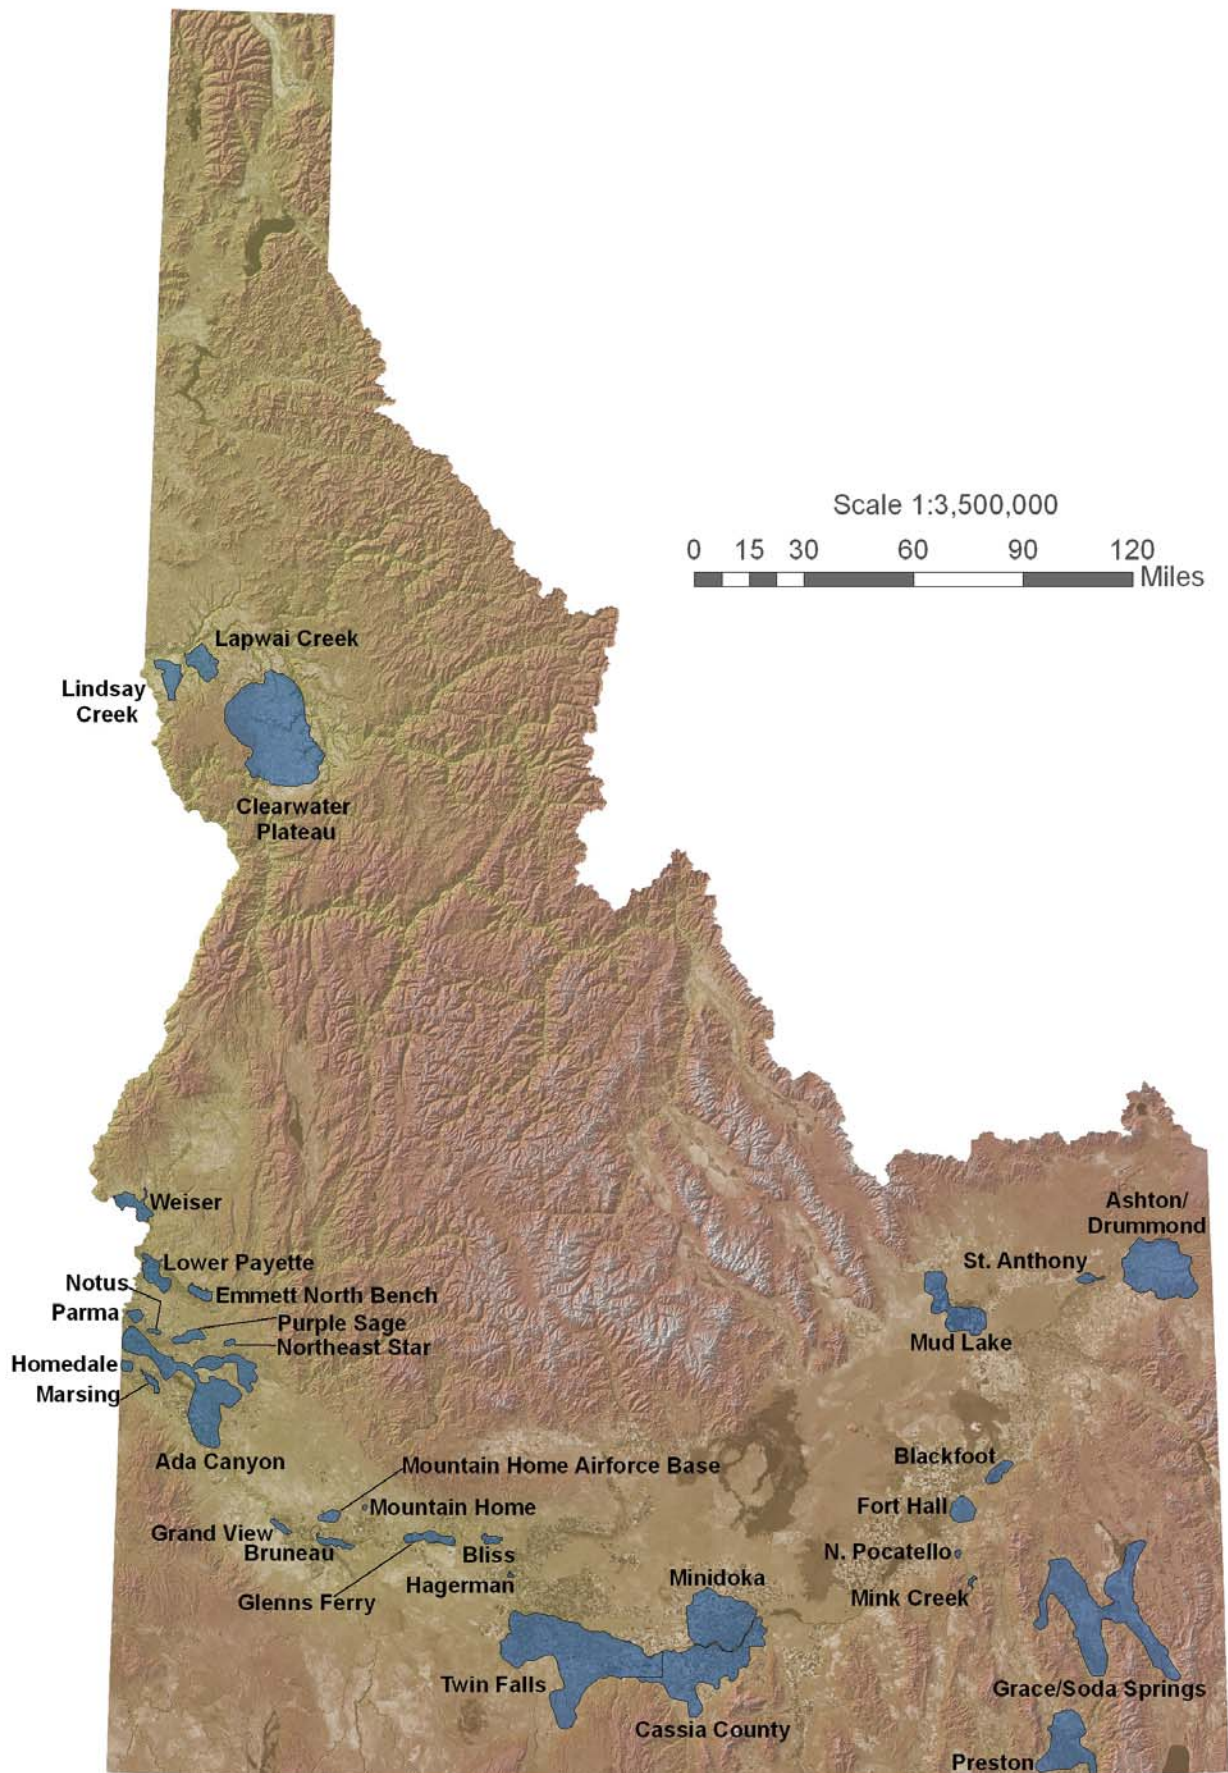 Scale 1:3,500,000
0 15 30 60 90 120
Miles
Lapwai Creek
Lindsay
Creek
Clearwater
Plateau
Weiser
Ashton/
Drummond
Lower Payette
St. Anthony
Notus
Emmett North Bench
Parma
Purple Sage
Mud Lake
Northeast Star
Homedale
Marsing
Ada Canyon
Blackfoot
Mountain Home Airforce Base
Mountain Home
Fort Hall
Grand View
Bruneau
Bliss
N. Pocatello
Hagerman
Minidoka
Mink Creek
Glenns Ferry
Twin Falls
Grace/Soda Springs
Cassia County
Preston